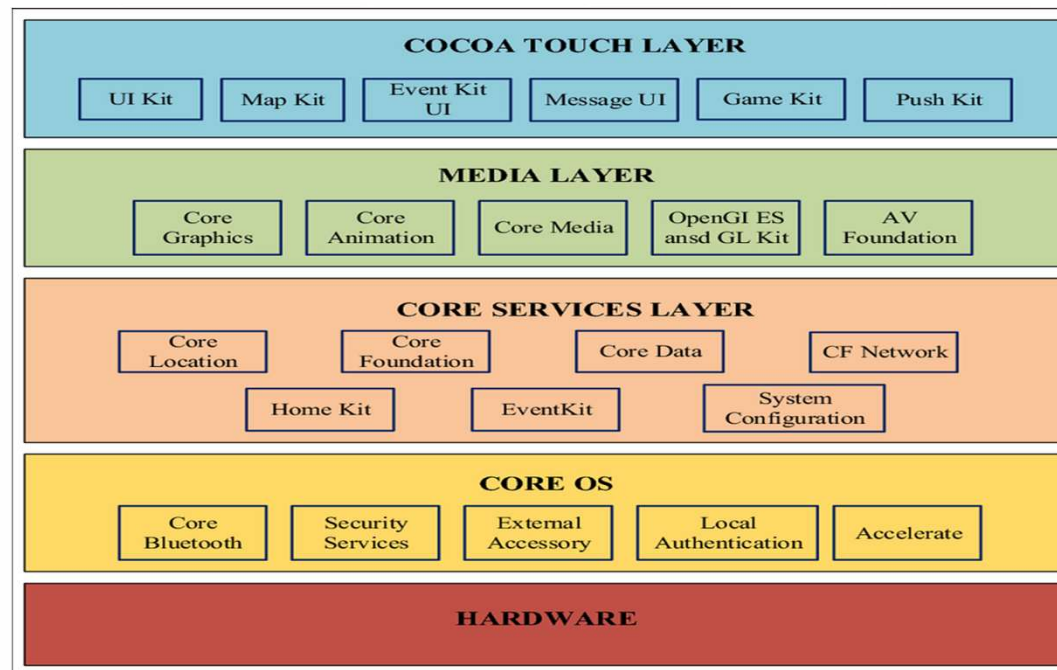 COCOA TOUCH LAYER
UI Kit
Map Kit
Event Kit
UI
Message UI
Game Kit
Push Kit
MEDIA LAYER
Core
Graphics
Core
Animation
Core Media
OpenGI ES
ansd GL Kit
AV
Foundation
CORE SERVICES LAYER
Core
Location
Core
Foundation
Core Data
CF Network
Home Kit
EventKit
System
Configuration
CORE OS
Core
Bluetooth
Security
Services
External
Accessory
Local
Authentication
Accelerate
HARDWARE